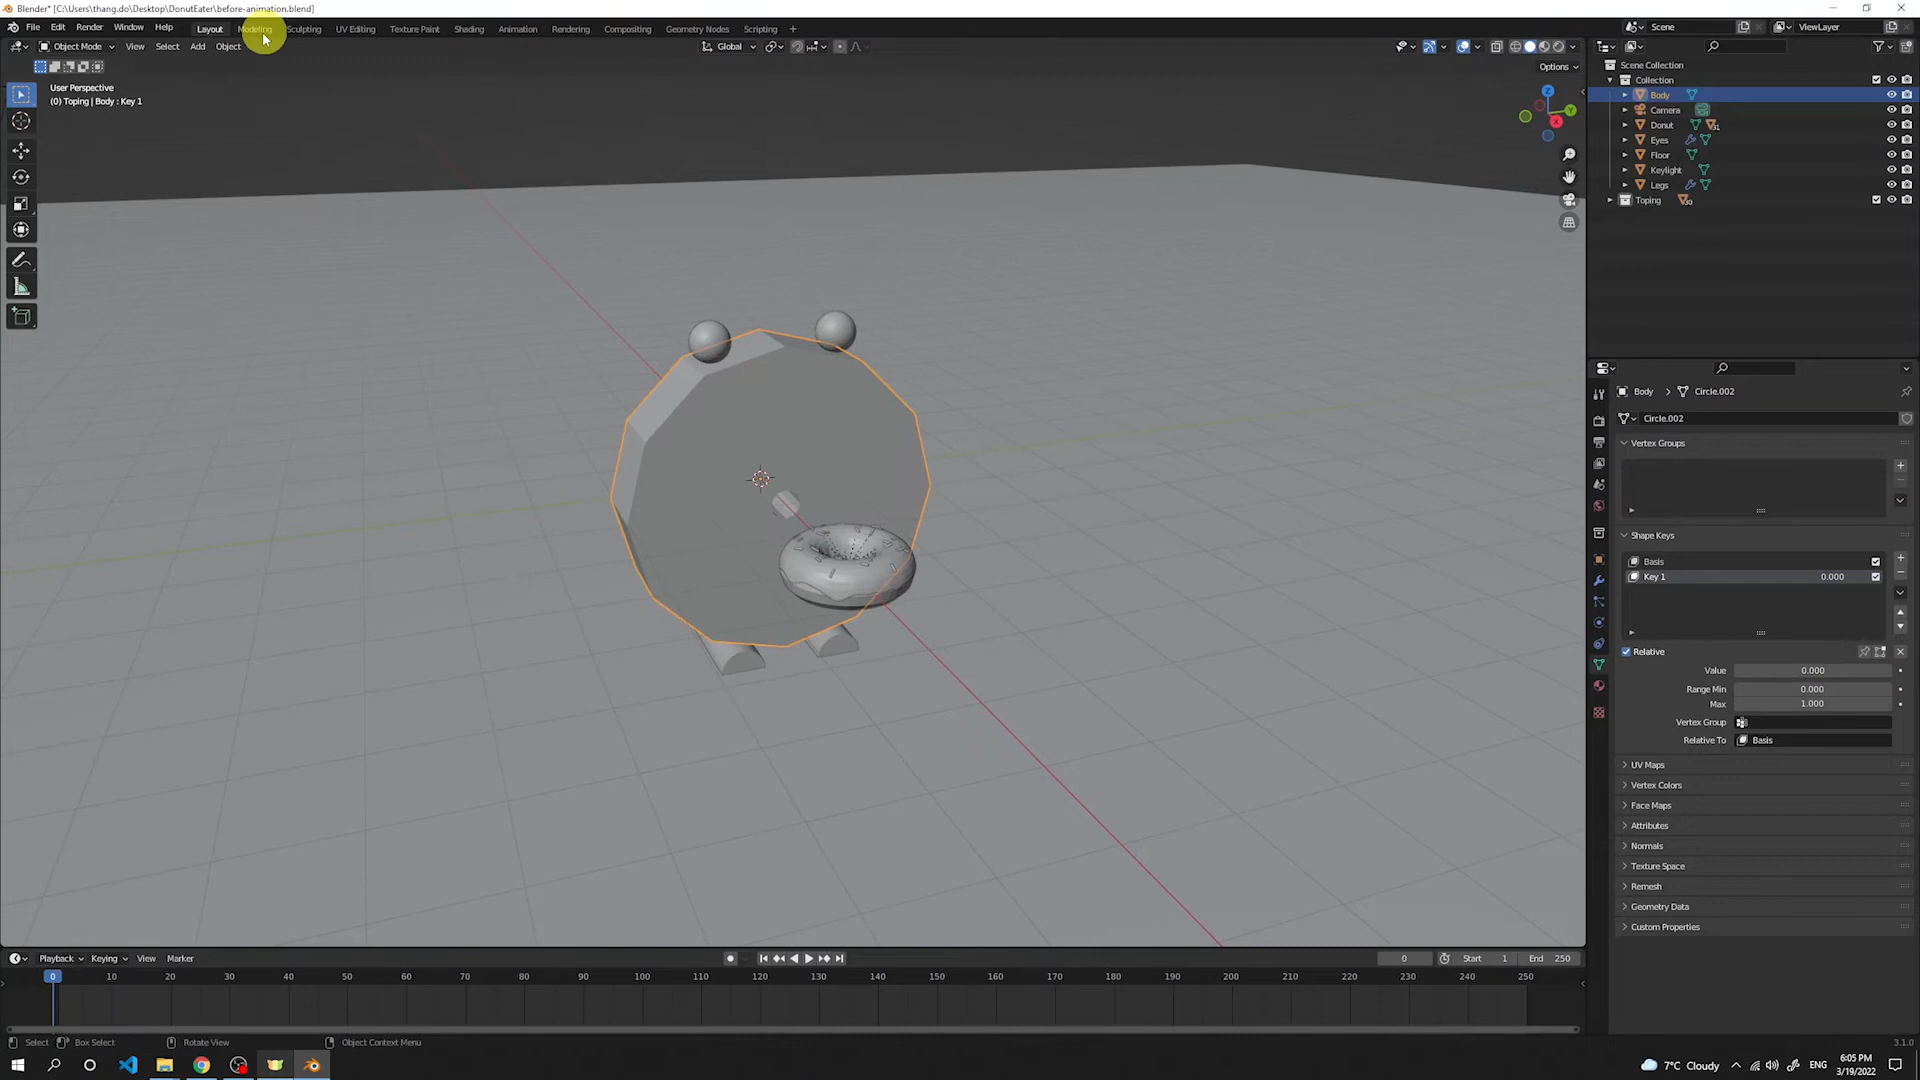 Blender* [C:\Users\thang.do\Desktop\DonutEater\before-animation.blend]
File Edit Render Window Help Layout Modeling Sculpting UV Editing Texture Paint Shading Animation Rendering Compositing Geometry Nodes Scripting + Scene ViewLayer
Object Mode View Select Add Object Global
Options
User Perspective
(0) Toping | Body : Key 1
Z
Y
X
Scene Collection
Collection
Body
Camera
Donut 31
Eyes
Floor
Keylight
Legs
Toping 30
Body > Circle.002
Circle.002
Vertex Groups
Shape Keys
Basis
Key 1 0.000
Relative
Value 0.000
Range Min 0.000
Max 1.000
Vertex Group
Relative To Basis
UV Maps
Vertex Colors
Face Maps
Attributes
Normals
Texture Space
Remesh
Geometry Data
Custom Properties
Playback Keying View Marker 0 Start 1 End 250
0 10 20 30 40 50 60 70 80 90 100 110 120 130 140 150 160 170 180 190 200 210 220 230 240 250
Select Box Select Rotate View Object Context Menu 3.1.0
7°C Cloudy ENG 6:05 PM
3/19/2022